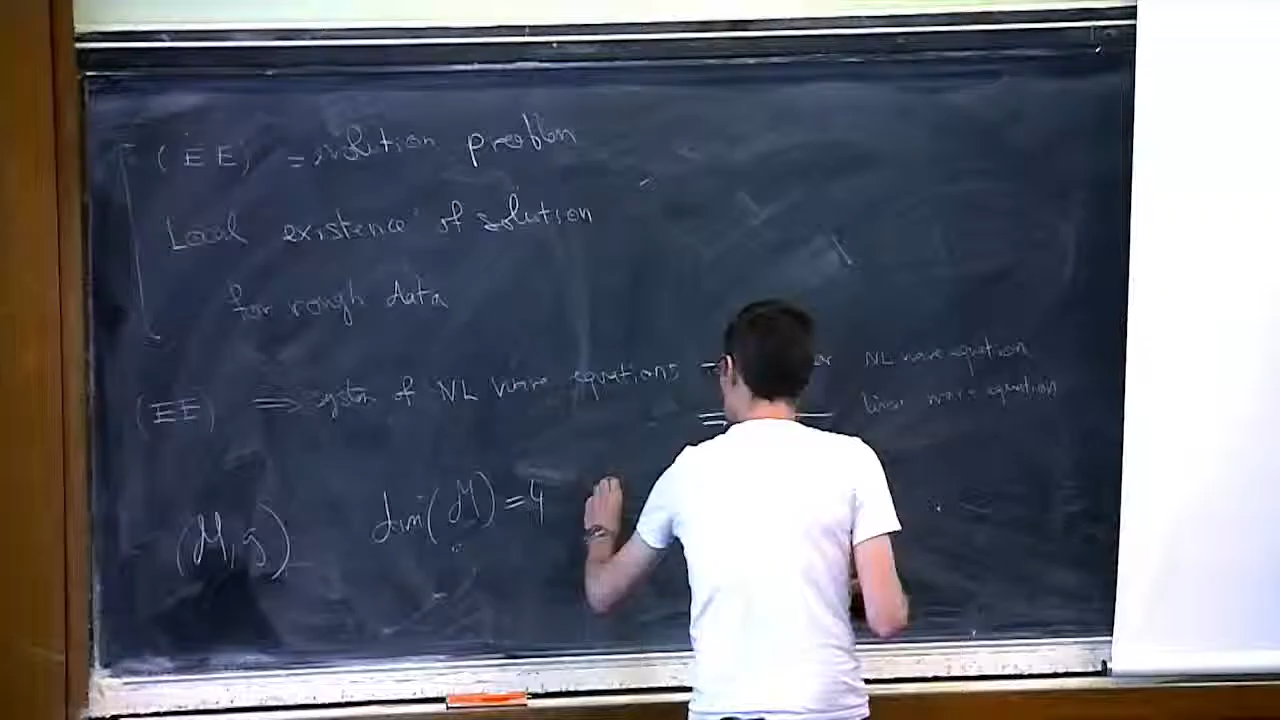 (EE) = evolution problem
Local existence of solution
for rough data
(EE) ⟹ system of NL wave equations NL wave equation
linear wave equation
(M, g) dim(M) = 4